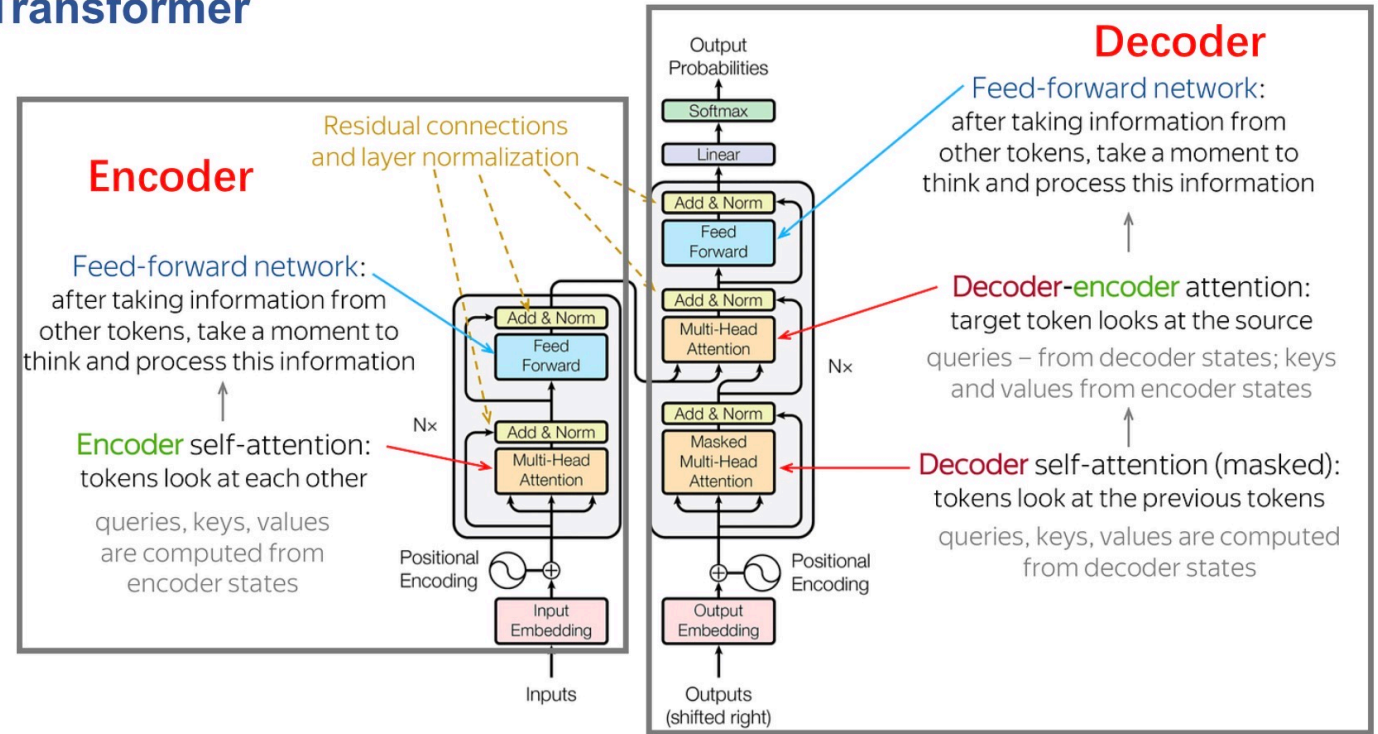 Transformer
Encoder
Residual connections
and layer normalization
Feed-forward network:
after taking information from
other tokens, take a moment to
think and process this information
Encoder self-attention:
tokens look at each other
queries, keys, values
are computed from
encoder states
Nx
Add & Norm
Feed
Forward
Add & Norm
Multi-Head
Attention
Positional
Encoding
Input
Embedding
Inputs
Decoder
Output
Probabilities
Softmax
Linear
Add & Norm
Feed
Forward
Add & Norm
Multi-Head
Attention
Nx
Add & Norm
Masked
Multi-Head
Attention
Positional
Encoding
Output
Embedding
Outputs
(shifted right)
Feed-forward network:
after taking information from
other tokens, take a moment to
think and process this information
Decoder-encoder attention:
target token looks at the source
queries – from decoder states; keys
and values from encoder states
Decoder self-attention (masked):
tokens look at the previous tokens
queries, keys, values are computed
from decoder states